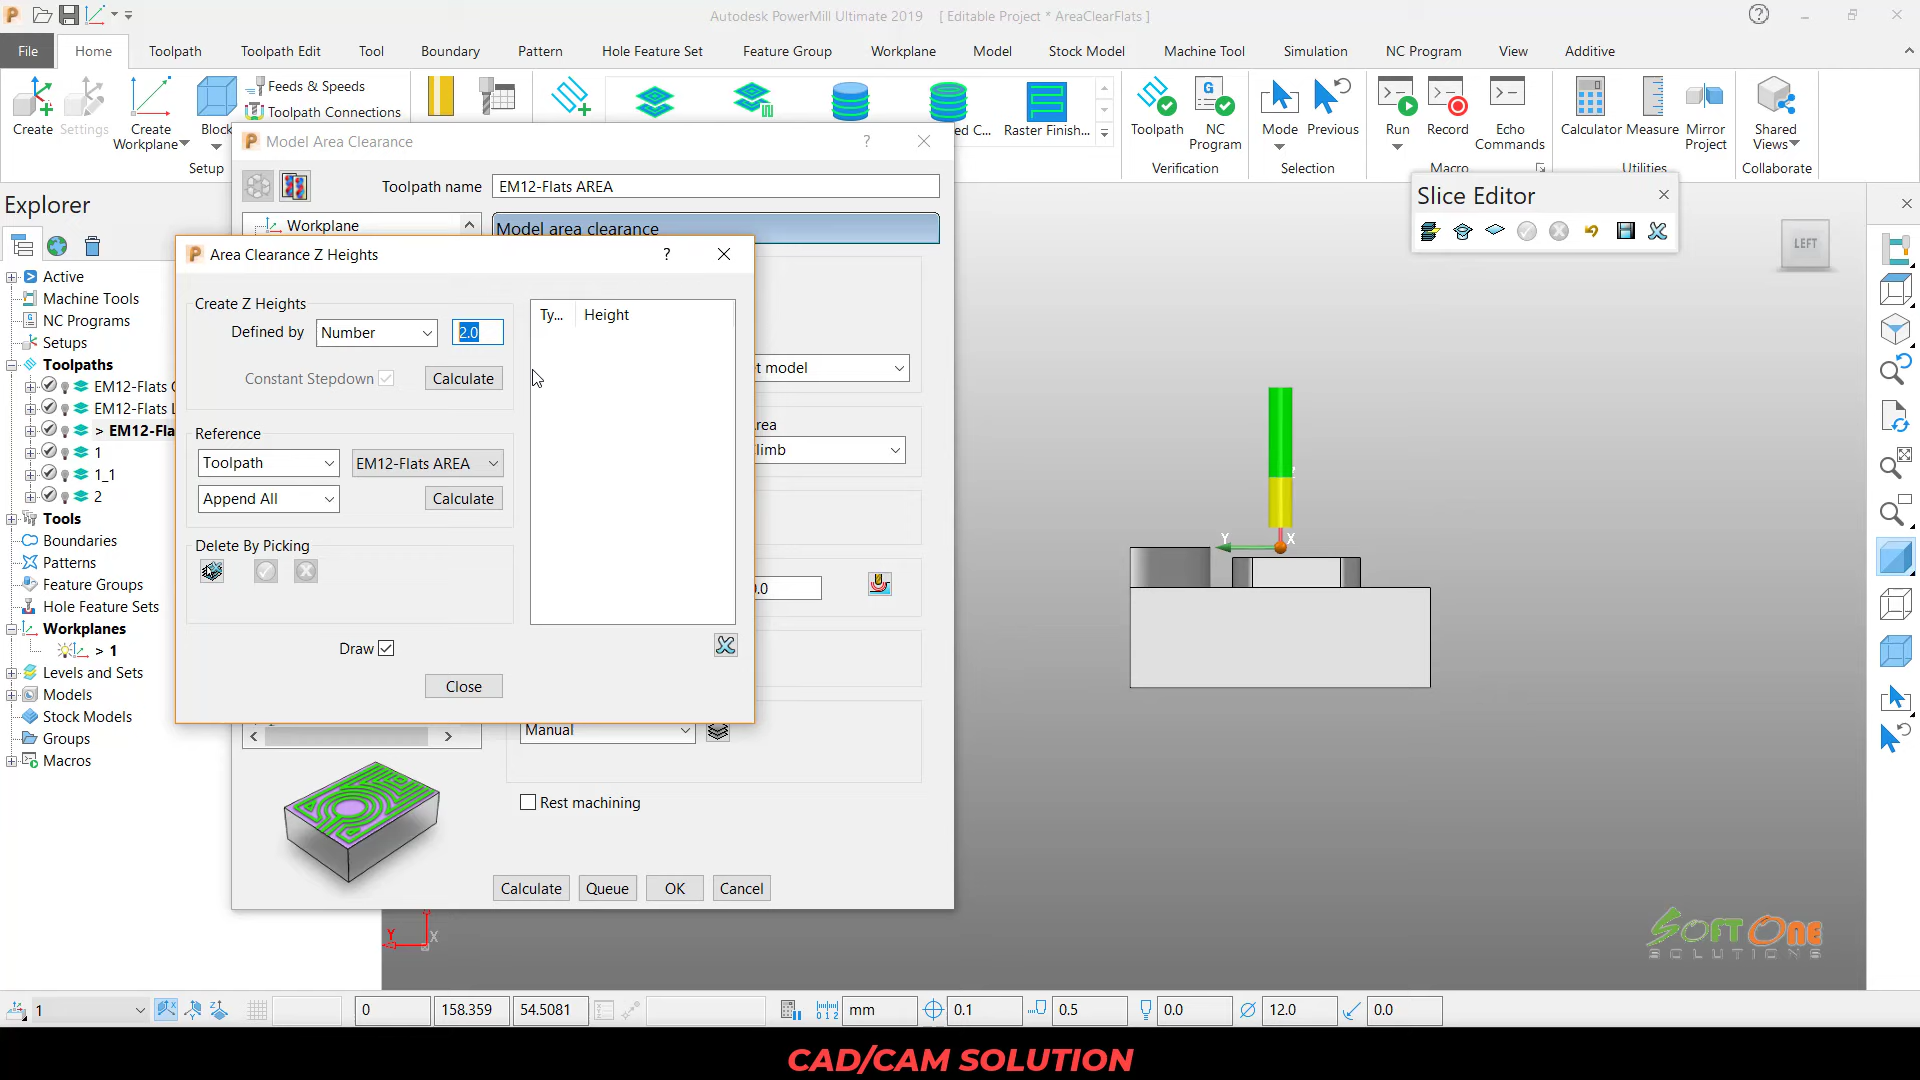 Autodesk PowerMill Ultimate 2019 [ Editable Project * AreaClearFlats ]
File Home Toolpath Toolpath Edit Tool Boundary Pattern Hole Feature Set Feature Group Workplane Model Stock Model Machine Tool Simulation NC Program View Additive
Create
Settings
Create Workplane
Block
Feeds & Speeds
Toolpath Connections
Setup
ed C...
Raster Finish...
Toolpath
NC Program
Verification
Mode
Previous
Selection
Run
Record
Echo Commands
Macro
Calculator
Measure
Mirror Project
Utilities
Shared Views
Collaborate
Explorer
Active
Machine Tools
NC Programs
Setups
Toolpaths
EM12-Flats
EM12-Flats L
> EM12-Fla
1
1_1
2
Tools
Boundaries
Patterns
Feature Groups
Hole Feature Sets
Workplanes
> 1
Levels and Sets
Models
Stock Models
Groups
Macros
Model Area Clearance
?
Toolpath name EM12-Flats AREA
Workplane
Model area clearance
t model
rea
limb
.0
Manual
Rest machining
Calculate Queue OK Cancel
Area Clearance Z Heights
?
Create Z Heights
Defined by Number 2.0
Constant Stepdown Calculate
Reference
Toolpath EM12-Flats AREA
Append All Calculate
Delete By Picking
Draw
Close
Ty... Height
Slice Editor
LEFT
Y X
Y X
SOFTONE
SOLUTIONS
1 0 158.359 54.5081 mm 0.1 0.5 0.0 12.0 0.0
CAD/CAM SOLUTION